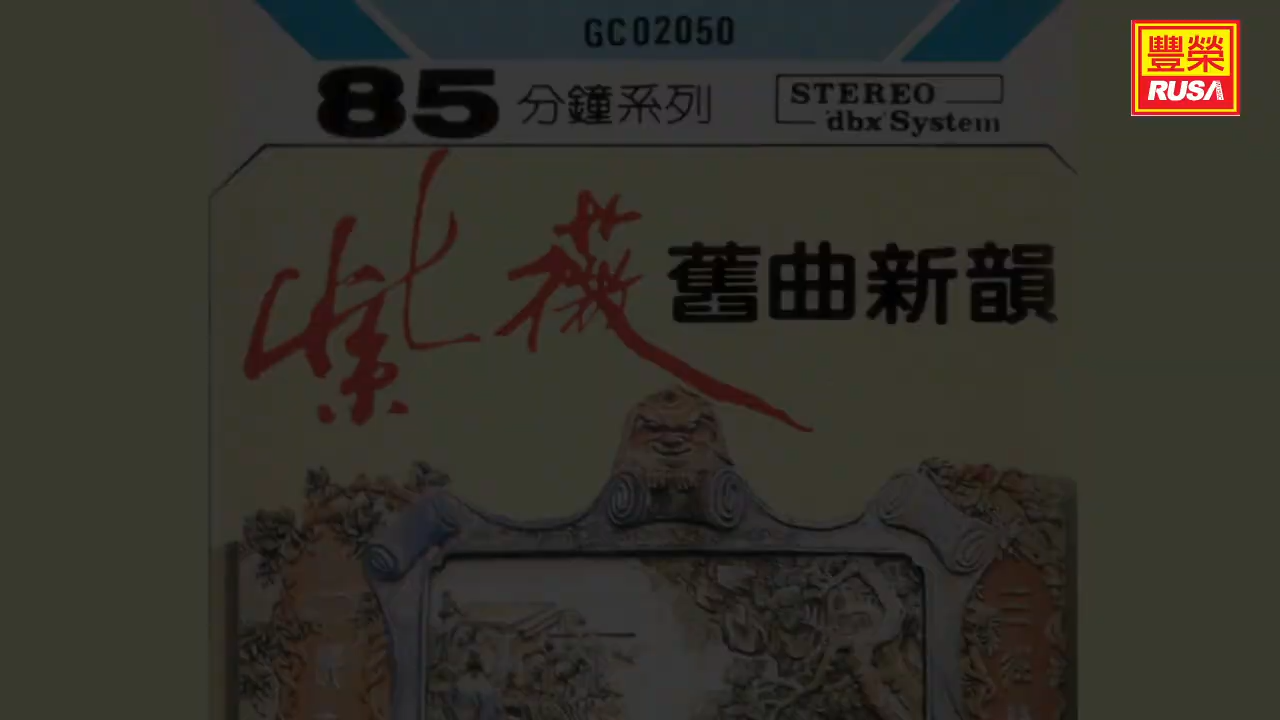 GC02050
豐榮
RUSA
85 分鐘系列
STEREO
dbx System
紫薇 舊曲新韻